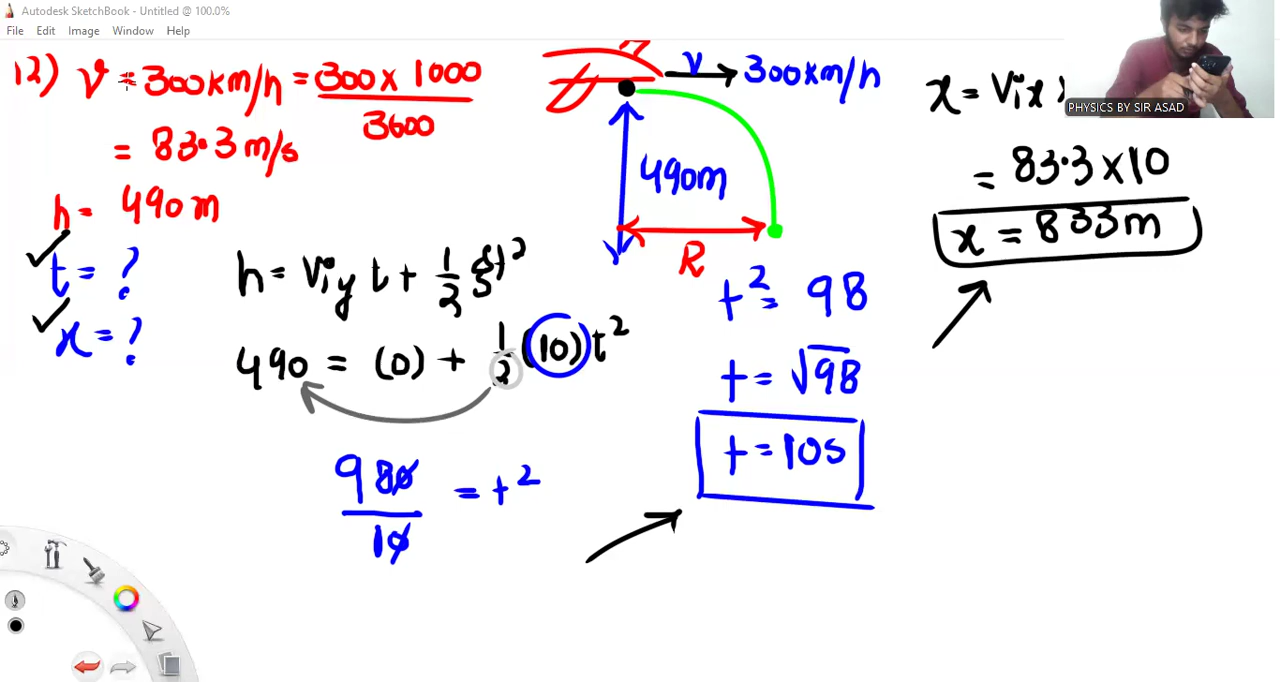 Autodesk SketchBook - Untitled @ 100.0%
File Edit Image Window Help
12) v = 300km/h = 300 x 1000 / 3600
= 83.3 m/s
h = 490 m
t = ?
x = ?
h = Viy t + 1/2 gt²
490 = (0) + 1/2 (10) t²
980 / 10 = t²
v 300km/h
490m
R
t² = 98
t = √98
t = 10s
x = Vix x
= 83.3 x 10
x = 833m
PHYSICS BY SIR ASAD